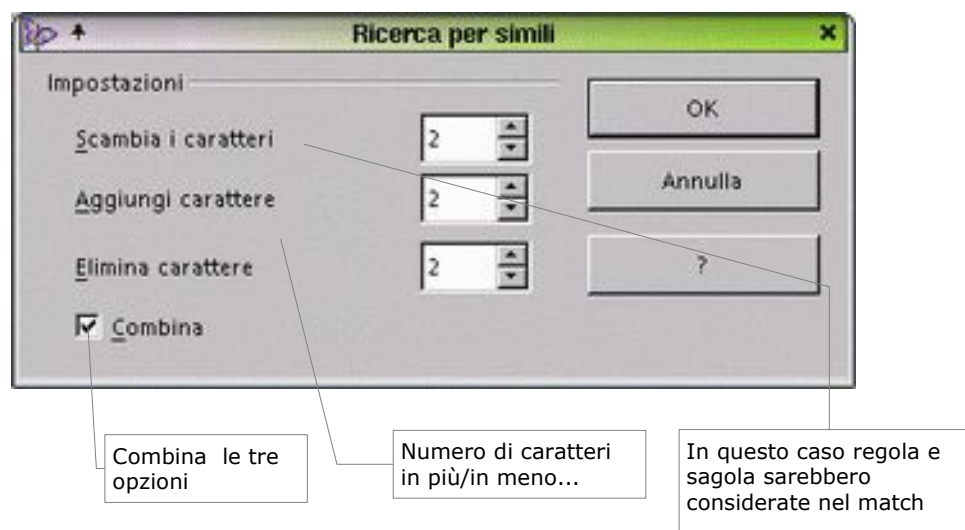 Ricerca per simili
Impostazioni
Scambia i caratteri 2
Aggiungi carattere 2
Elimina carattere 2
Combina
OK
Annulla
?
Combina le tre
opzioni
Numero di caratteri
in più/in meno...
In questo caso regola e
sagola sarebbero
considerate nel match